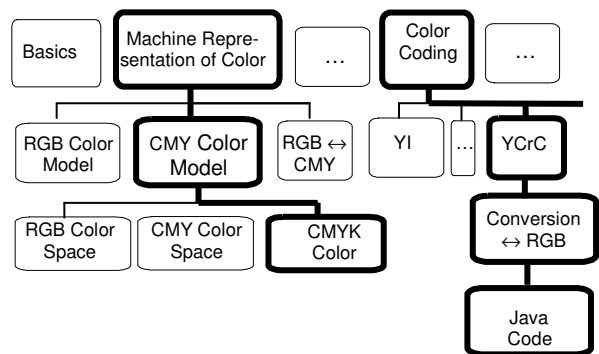 Basics
Machine Repre-
sentation of Color
...
Color
Coding
...
RGB Color
Model
CMY Color
Model
RGB ↔
CMY
YI
...
YCrC
RGB Color
Space
CMY Color
Space
CMYK
Color
Conversion
↔ RGB
Java
Code